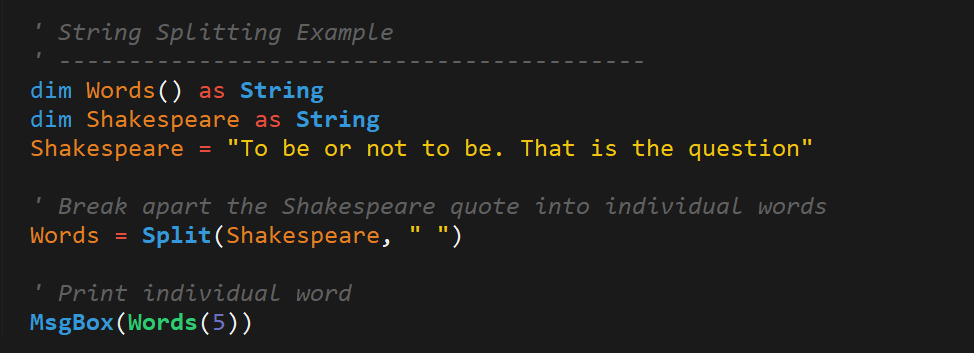 ' String Splitting Example
' ------------------------------------------
dim Words() as String
dim Shakespeare as String
Shakespeare = "To be or not to be. That is the question"
' Break apart the Shakespeare quote into individual words
Words = Split(Shakespeare, " ")
' Print individual word
MsgBox(Words(5))